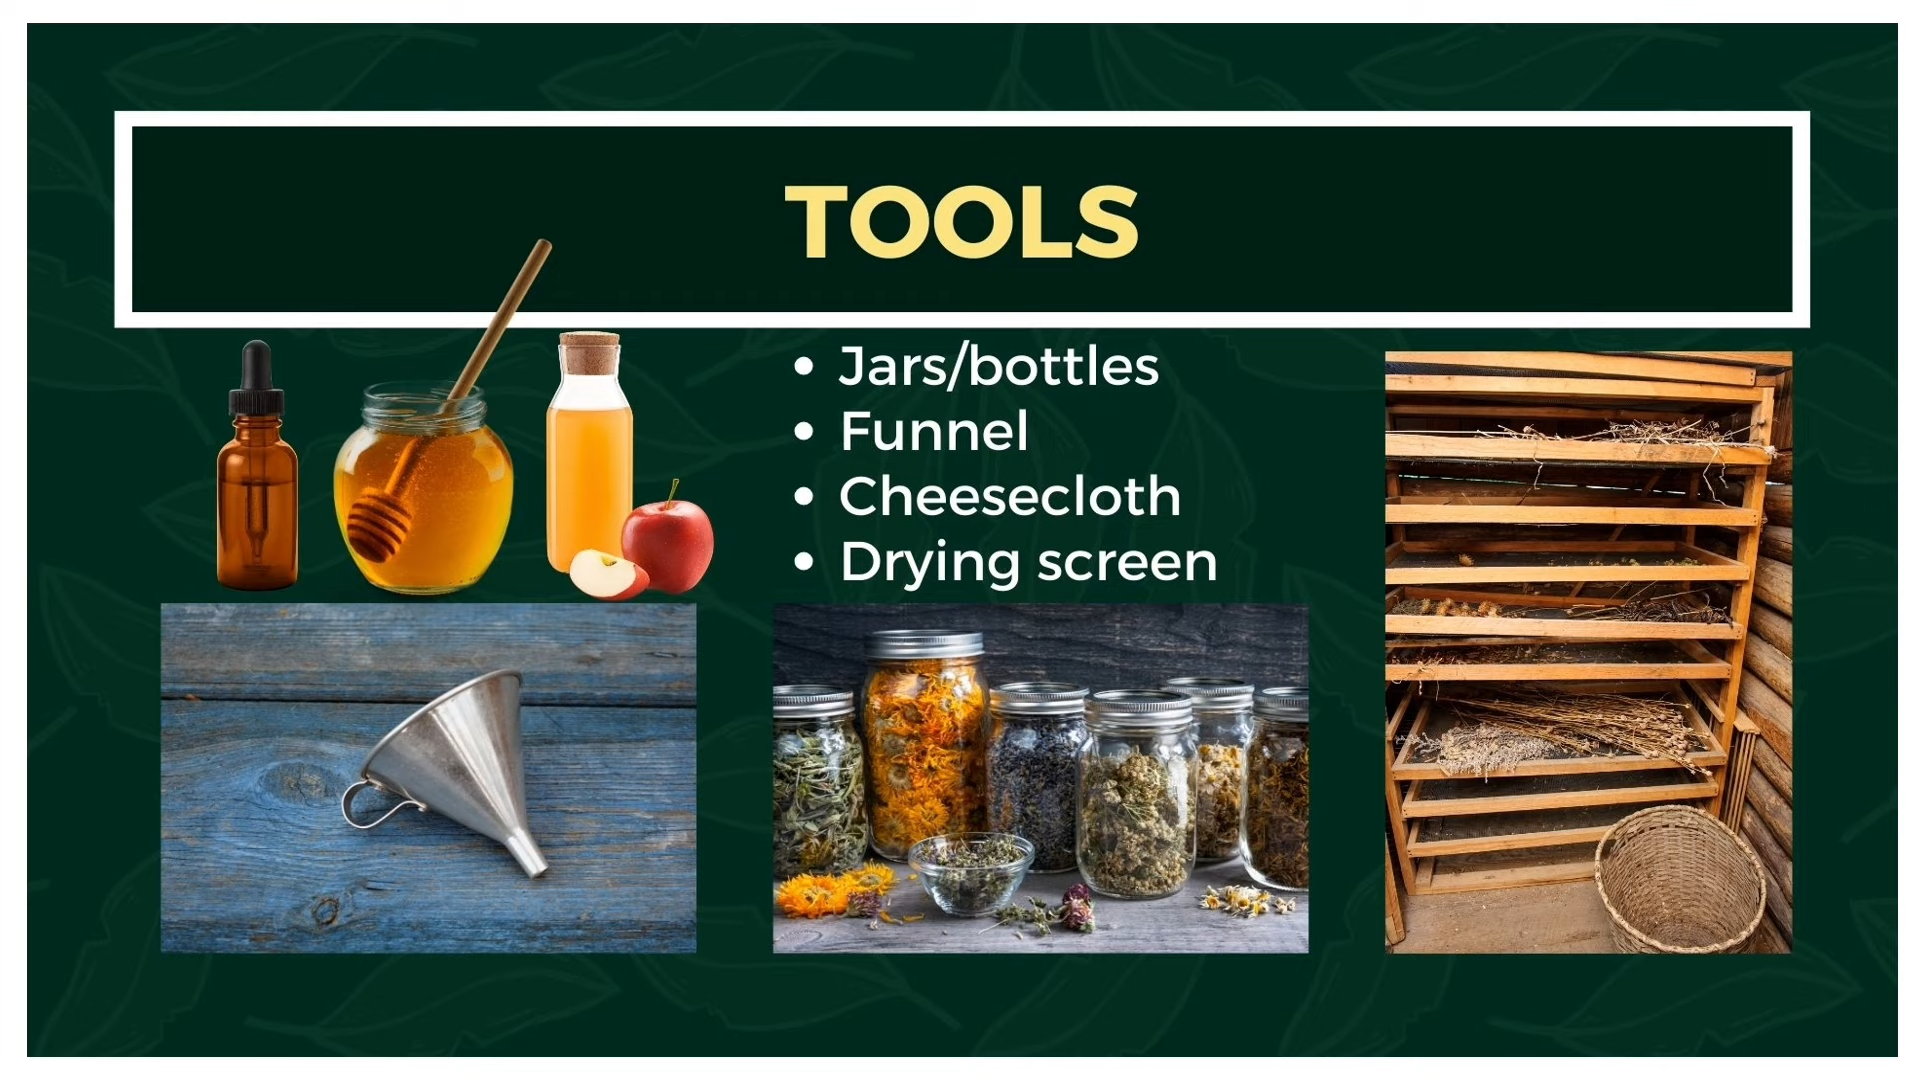 TOOLS
• Jars/bottles
• Funnel
• Cheesecloth
• Drying screen